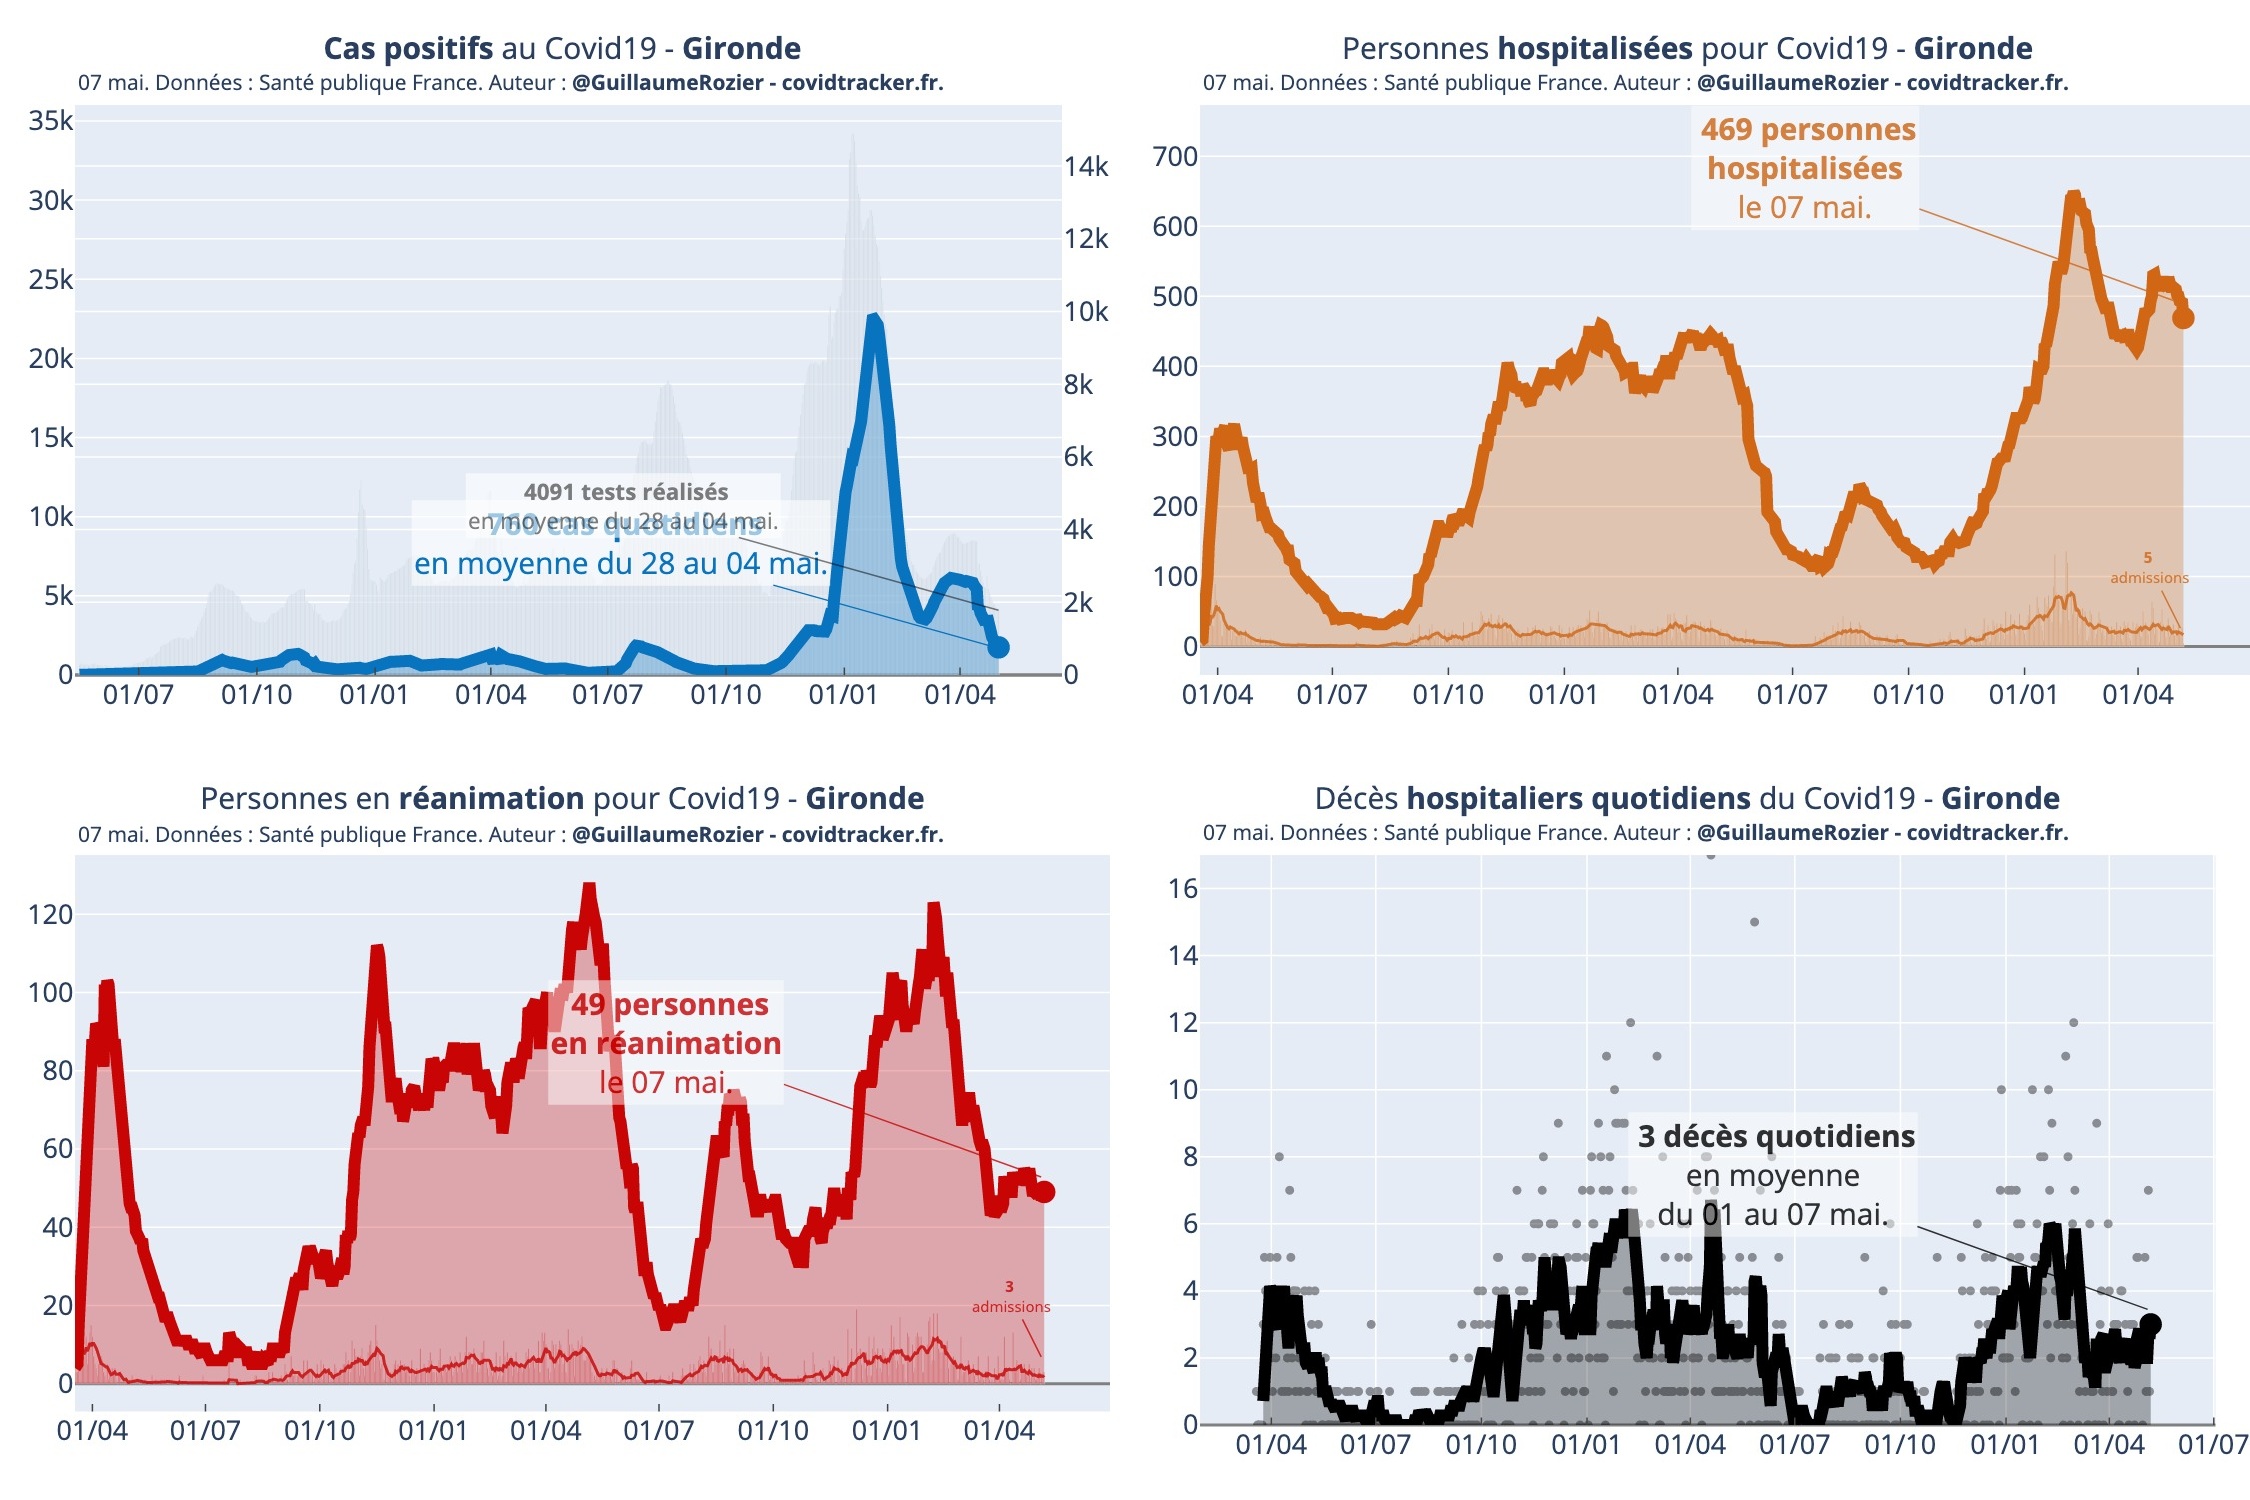 Cas positifs au Covid19 - Gironde
07 mai. Données : Santé publique France. Auteur : @GuillaumeRozier - covidtracker.fr.
35k
30k
25k
20k
15k
10k
5k
0
14k
12k
10k
8k
6k
4k
2k
0
4091 tests réalisés
en moyenne du 28 au 04 mai.
760 cas quotidiens
en moyenne du 28 au 04 mai.
01/07 01/10 01/01 01/04 01/07 01/10 01/01 01/04
Personnes hospitalisées pour Covid19 - Gironde
07 mai. Données : Santé publique France. Auteur : @GuillaumeRozier - covidtracker.fr.
700
600
500
400
300
200
100
0
469 personnes
hospitalisées
le 07 mai.
5
admissions
01/04 01/07 01/10 01/01 01/04 01/07 01/10 01/01 01/04
Personnes en réanimation pour Covid19 - Gironde
07 mai. Données : Santé publique France. Auteur : @GuillaumeRozier - covidtracker.fr.
120
100
80
60
40
20
0
49 personnes
en réanimation
le 07 mai.
3
admissions
01/04 01/07 01/10 01/01 01/04 01/07 01/10 01/01 01/04
Décès hospitaliers quotidiens du Covid19 - Gironde
07 mai. Données : Santé publique France. Auteur : @GuillaumeRozier - covidtracker.fr.
16
14
12
10
8
6
4
2
0
3 décès quotidiens
en moyenne
du 01 au 07 mai.
01/04 01/07 01/10 01/01 01/04 01/07 01/10 01/01 01/04 01/07